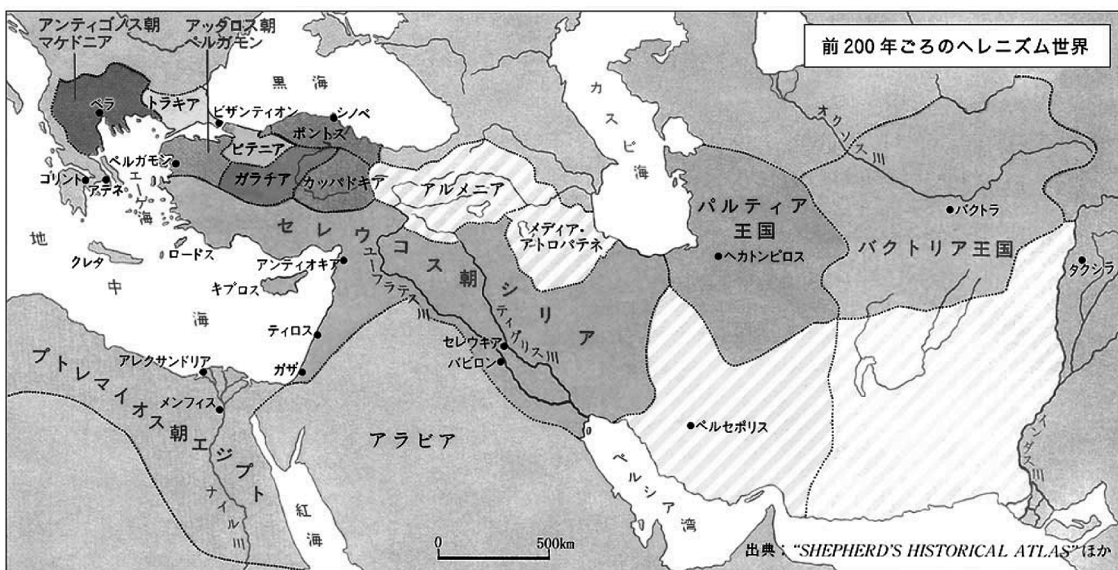 前200年ごろのヘレニズム世界
アンティゴノス朝
マケドニア
アッタロス朝
ペルガモン
黒海
カスピ海
オクソス川
ペラ
トラキア
ビザンティオン
シノペ
ポントス
ビテニア
ペルガモン
ガラチア
カッパドキア
アルメニア
メディア・
アトロパテネ
パルティア
王国
ヘカトンピロス
バクトラ
バクトリア王国
タクシラ
コリント
アテネ
エーゲ海
セレウコス朝シリア
ロードス
クレタ
アンティオキア
ユーフラテス川
キプロス
地中海
ティグリス川
ティロス
セレウキア
バビロン
アレクサンドリア
ガザ
プトレマイオス朝エジプト
メンフィス
アラビア
ペルセポリス
インダス川
ナイル川
紅海
ペルシア湾
0
500km
出典："SHEPHERD'S HISTORICAL ATLAS"ほか